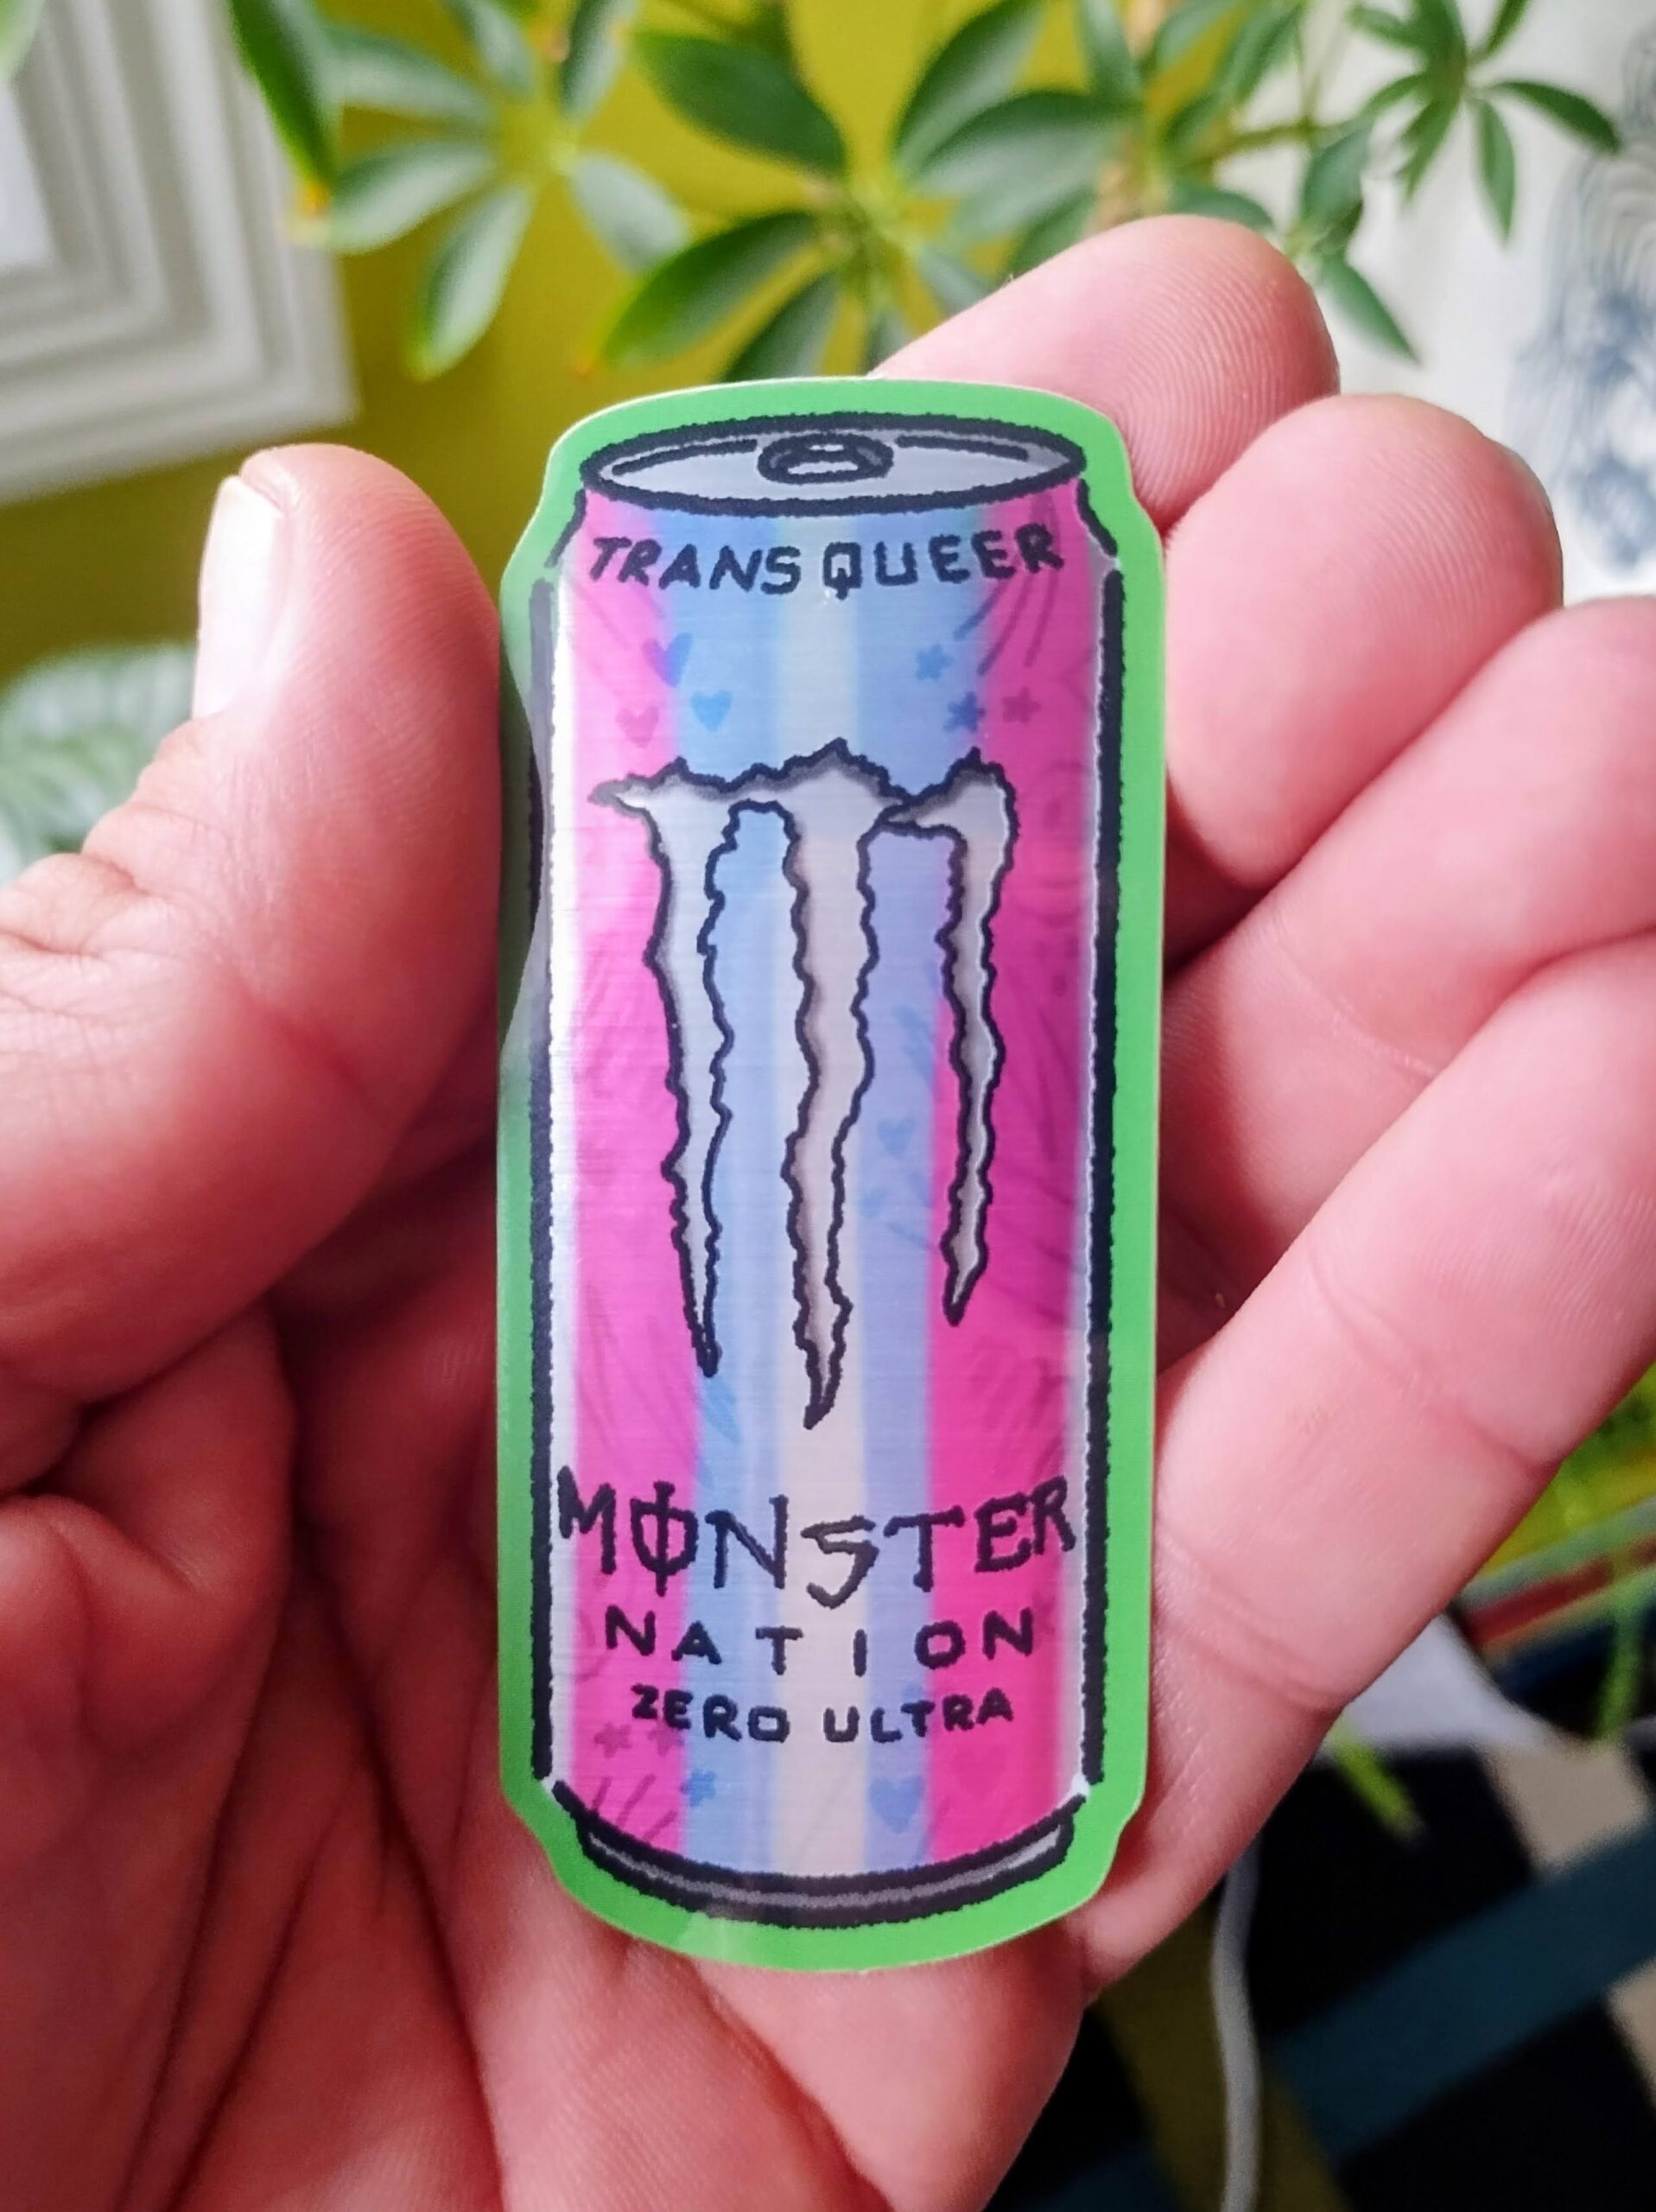 TRANS QUEER
MONSTER
NATION
ZERO ULTRA